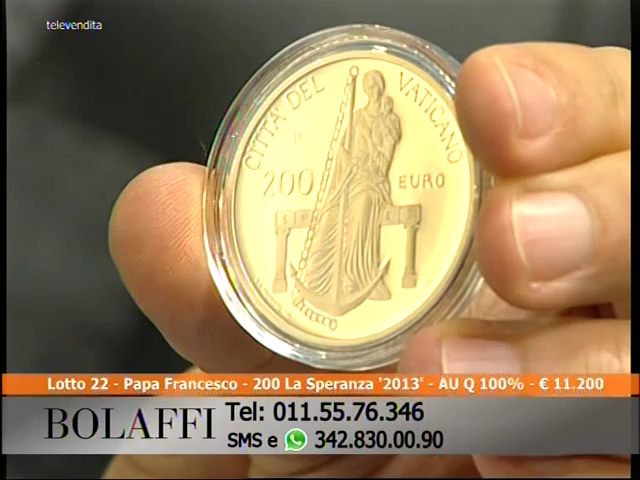 televendita
CITTÀ DEL VATICANO
R
200 EURO
Lotto 22 - Papa Francesco - 200 La Speranza '2013' - AU Q 100% - € 11.200
BOLAFFI
Tel: 011.55.76.346
SMS e 342.830.00.90